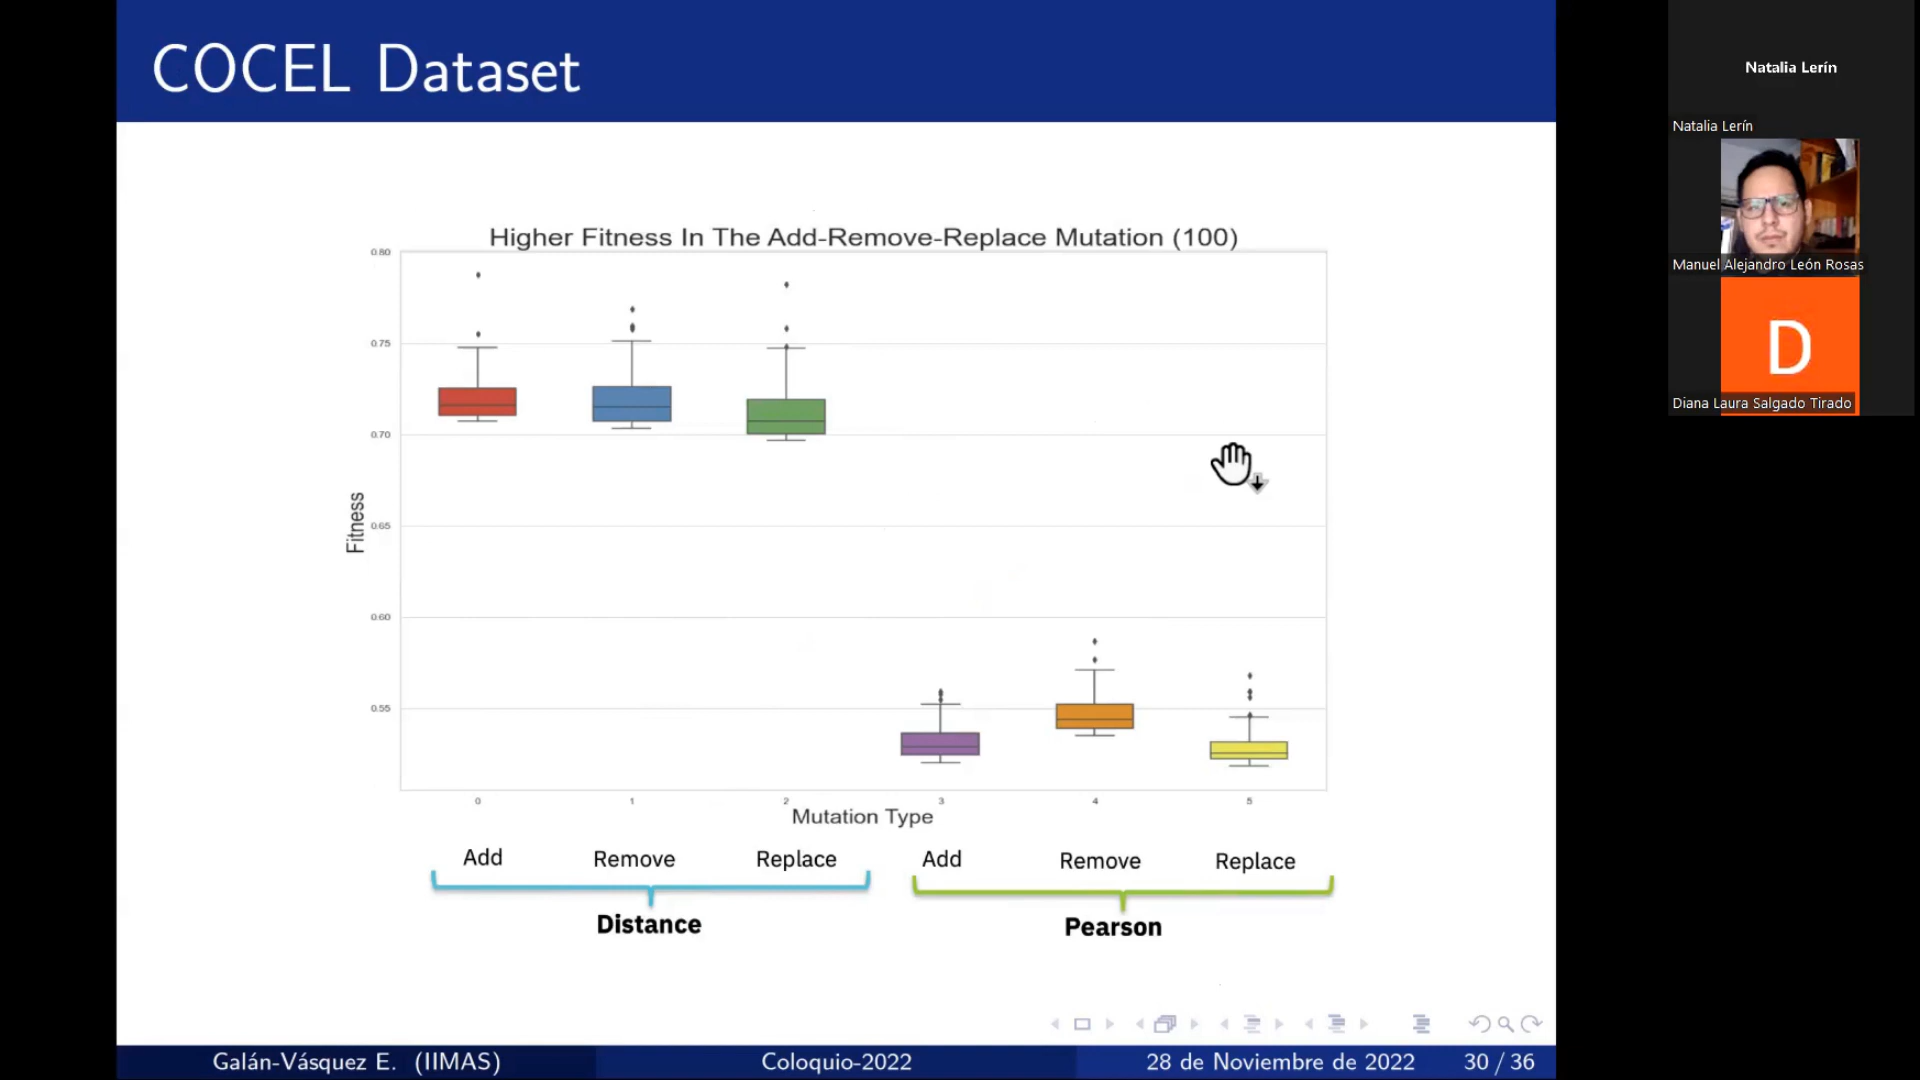 COCEL Dataset
Higher Fitness In The Add-Remove-Replace Mutation (100)
0.80
0.75
0.70
0.65
0.60
0.55
Fitness
0 1 2 3 4 5
Mutation Type
Add Remove Replace Add Remove Replace
Distance Pearson
Galán-Vásquez E. (IIMAS) Coloquio-2022 28 de Noviembre de 2022 30 / 36
Natalia Lerín
Natalia Lerín
Manuel Alejandro León Rosas
D
Diana Laura Salgado Tirado